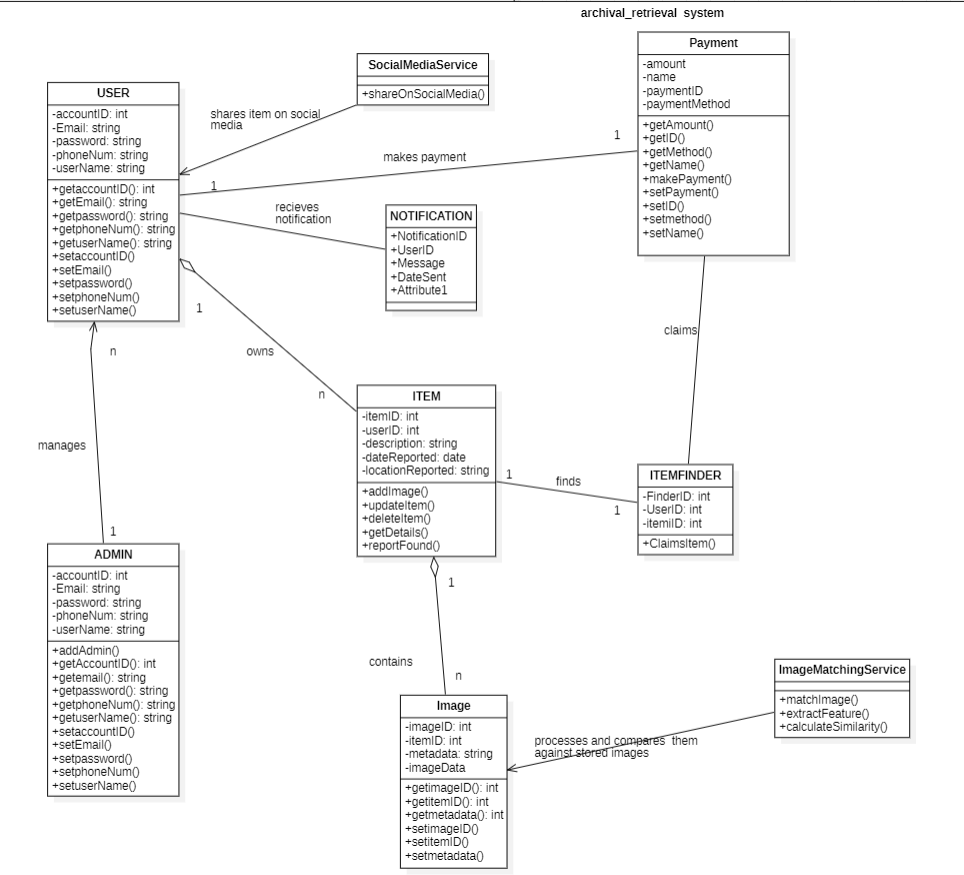 archival_retrieval system
Payment
-amount
-name
-paymentID
-paymentMethod
+getAmount()
+getID()
+getMethod()
+getName()
+makePayment()
+setPayment()
+setID()
+setmethod()
+setName()
SocialMediaService
+shareOnSocialMedia()
USER
-accountID: int
-Email: string
-password: string
-phoneNum: string
-userName: string
+getaccountID(): int
+getEmail(): string
+getpassword(): string
+getphoneNum(): string
+getuserName(): string
+setaccountID()
+setEmail()
+setpassword()
+setphoneNum()
+setuserName()
shares item on social
media
1
makes payment
1
recieves
notification
NOTIFICATION
+NotificationID
+UserID
+Message
+DateSent
+Attribute1
1
owns
n
n
manages
1
claims
ITEM
-itemID: int
-userID: int
-description: string
-dateReported: date
-locationReported: string
+addImage()
+updateItem()
+deleteItem()
+getDetails()
+reportFound()
1
finds
1
ITEMFINDER
-FinderID: int
-UserID: int
-itemiID: int
+ClaimsItem()
ADMIN
-accountID: int
-Email: string
-password: string
-phoneNum: string
-userName: string
+addAdmin()
+getAccountID(): int
+getemail(): string
+getpassword(): string
+getphoneNum(): string
+getuserName(): string
+setaccountID()
+setEmail()
+setpassword()
+setphoneNum()
+setuserName()
1
contains
n
Image
-imageID: int
-itemID: int
-metadata: string
-imageData
+getimageID(): int
+getitemID(): int
+getmetadata(): int
+setimageID()
+setitemID()
+setmetadata()
processes and compares them
against stored images
ImageMatchingService
+matchImage()
+extractFeature()
+calculateSimilarity()